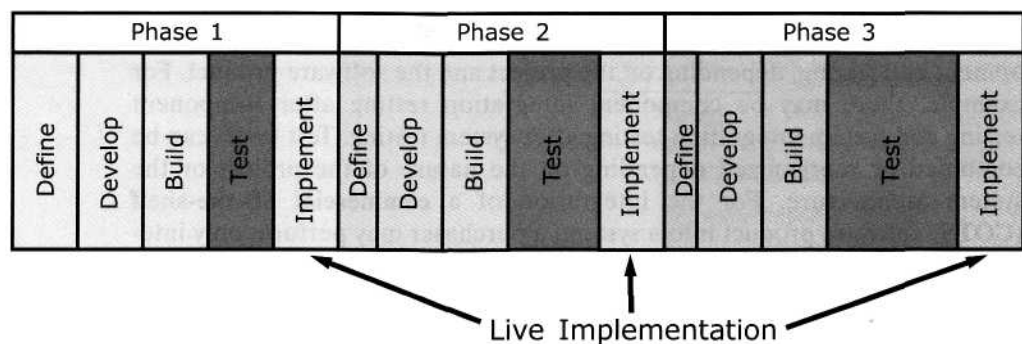 Phase 1
Phase 2
Phase 3
Define
Develop
Build
Test
Implement
Define
Develop
Build
Test
Implement
Define
Develop
Build
Test
Implement
Live Implementation